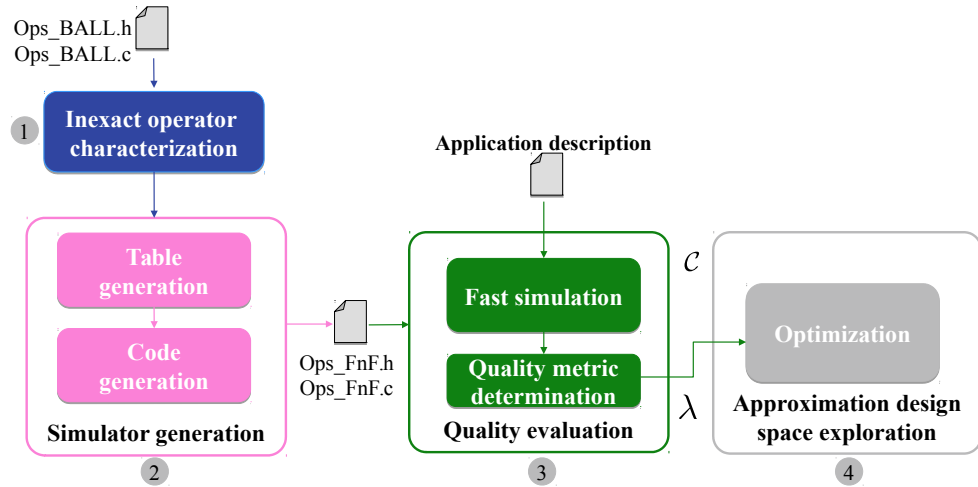 Ops_BALL.h
Ops_BALL.c
1
Inexact operator
characterization
Application description
Table
generation
Code
generation
Simulator generation
2
Ops_FnF.h
Ops_FnF.c
Fast simulation
Quality metric
determination
Quality evaluation
3
C
λ
Optimization
Approximation design
space exploration
4